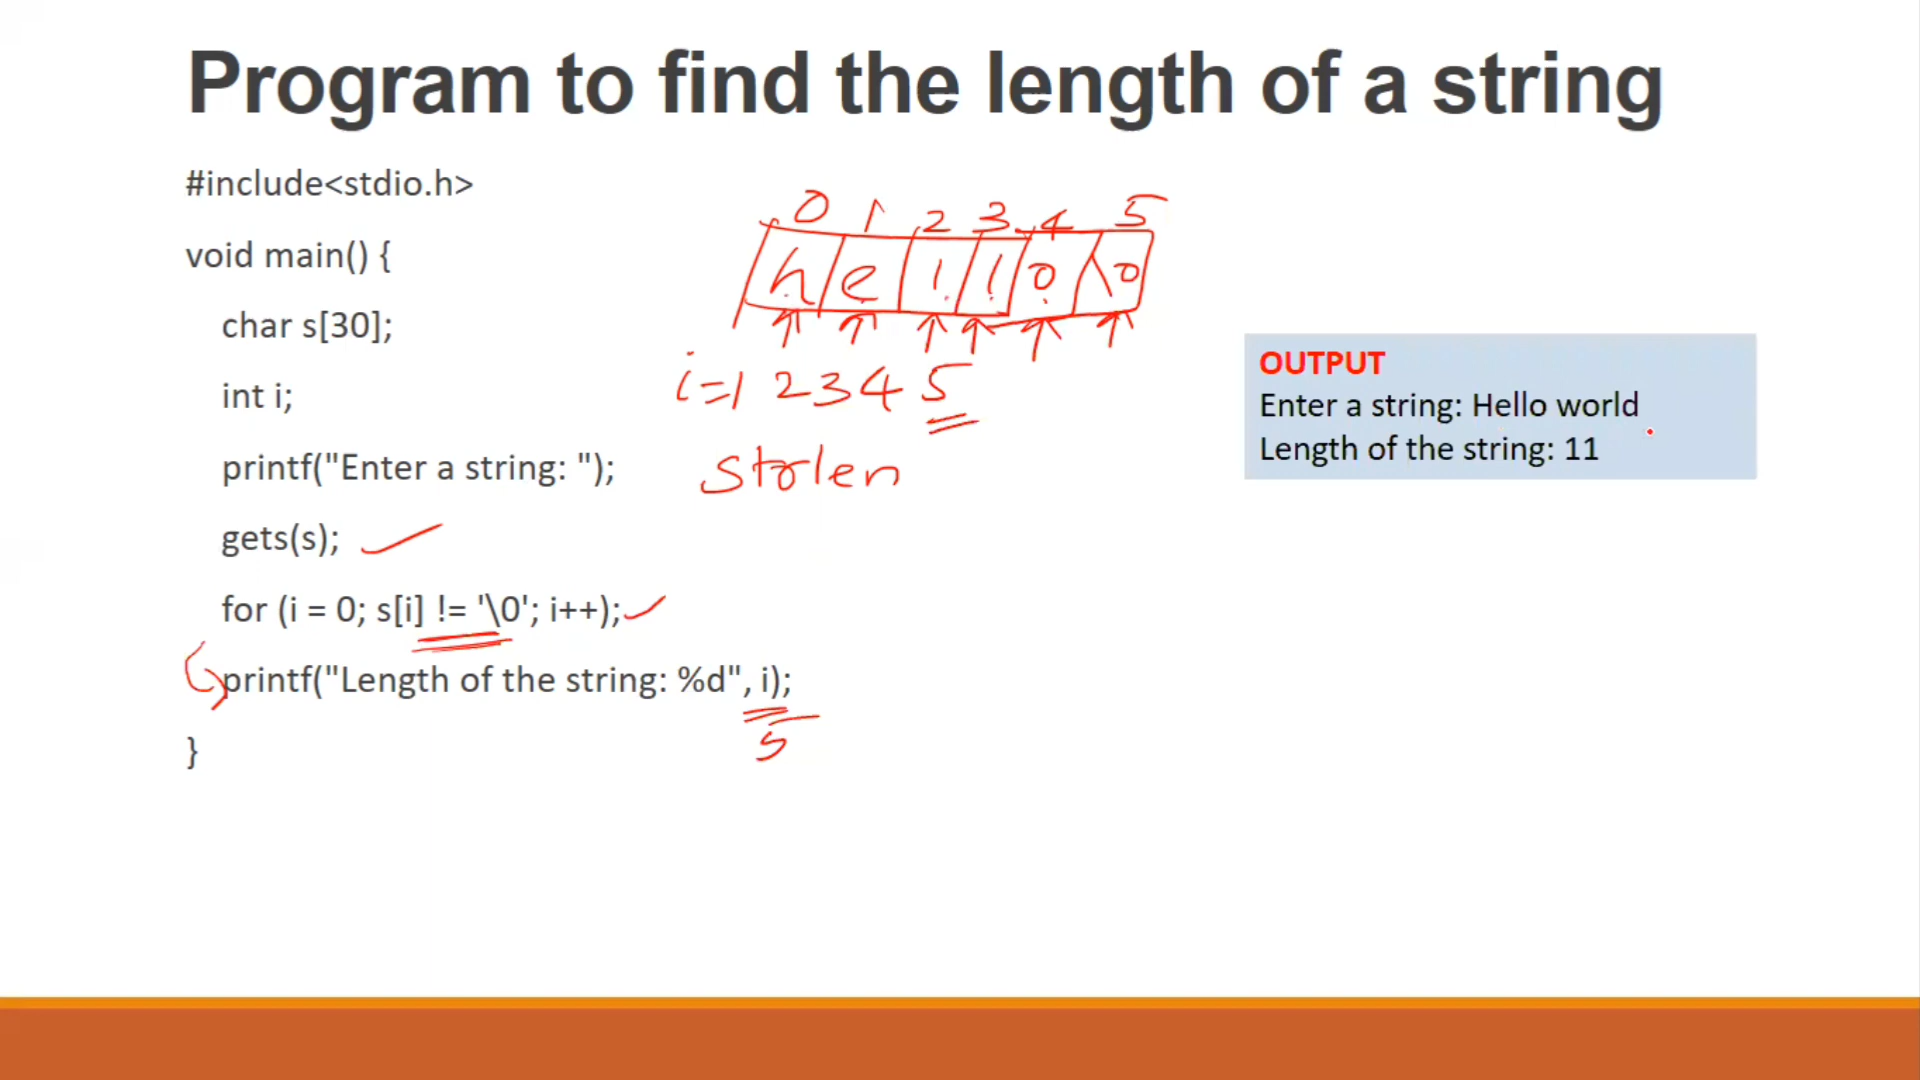 Program to find the length of a string
#include<stdio.h>
void main() {
char s[30];
int i;
printf("Enter a string: ");
gets(s);
for (i = 0; s[i] != '\0'; i++);
printf("Length of the string: %d", i);
5
}
0 1 2 3 4 5
h e l l o \0
i=1 2 3 4 5
strlen
OUTPUT
Enter a string: Hello world
Length of the string: 11